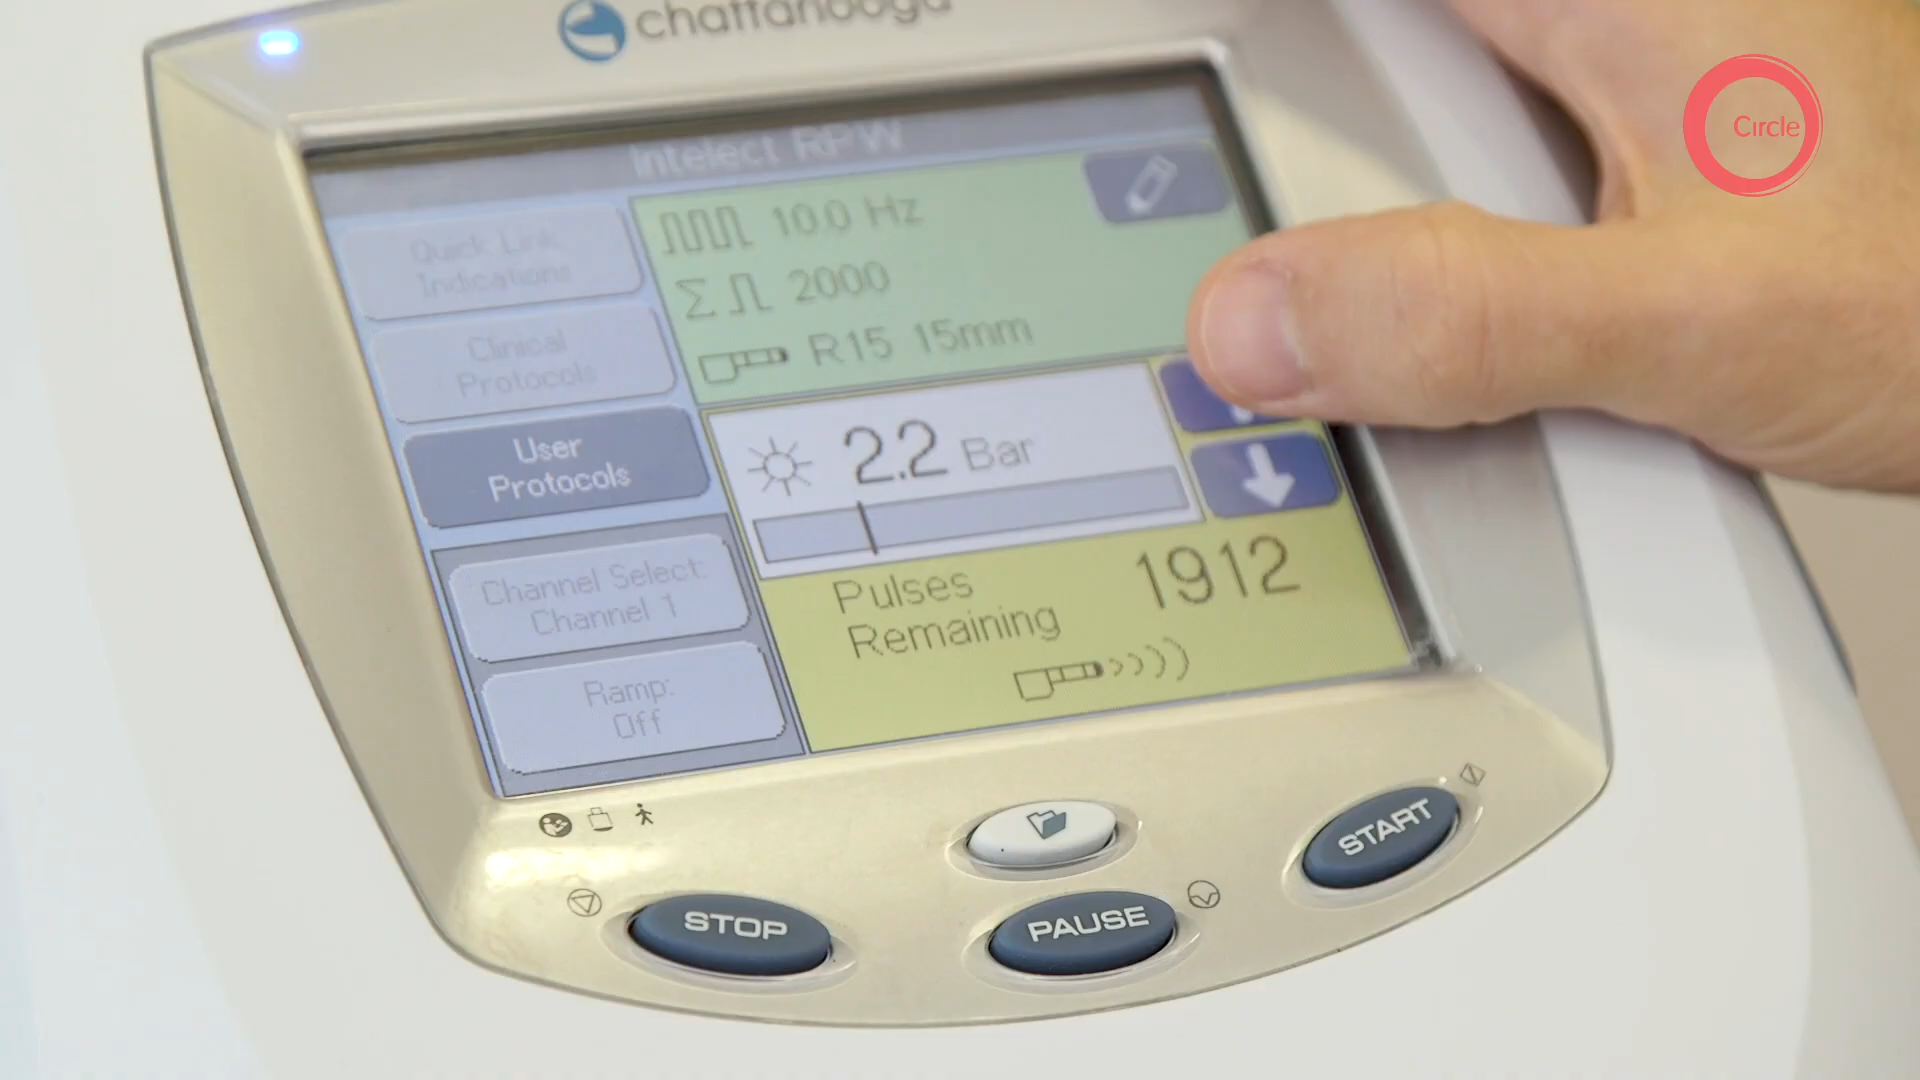 chattanooga
Circle
Intelect RPW
Quick Link
Indications
10.0 Hz
2000
R15 15mm
Clinical
Protocols
User
Protocols
2.2 Bar
Channel Select:
Channel 1
Pulses
Remaining
1912
Ramp:
Off
STOP
PAUSE
START